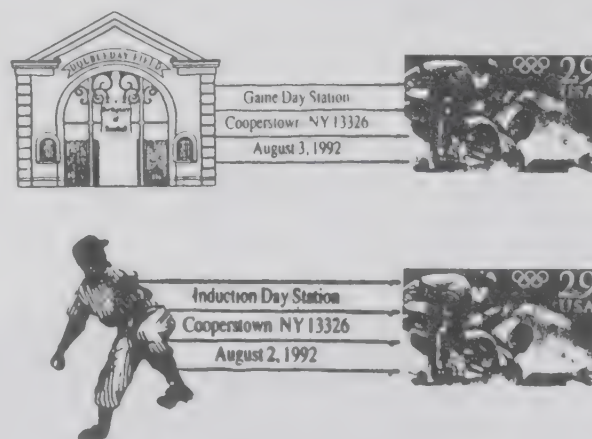 DOUBLEDAY FIELD
Game Day Station
Cooperstown NY 13326
August 3, 1992
29
USA
Induction Day Station
Cooperstown NY 13326
August 2, 1992
29
USA